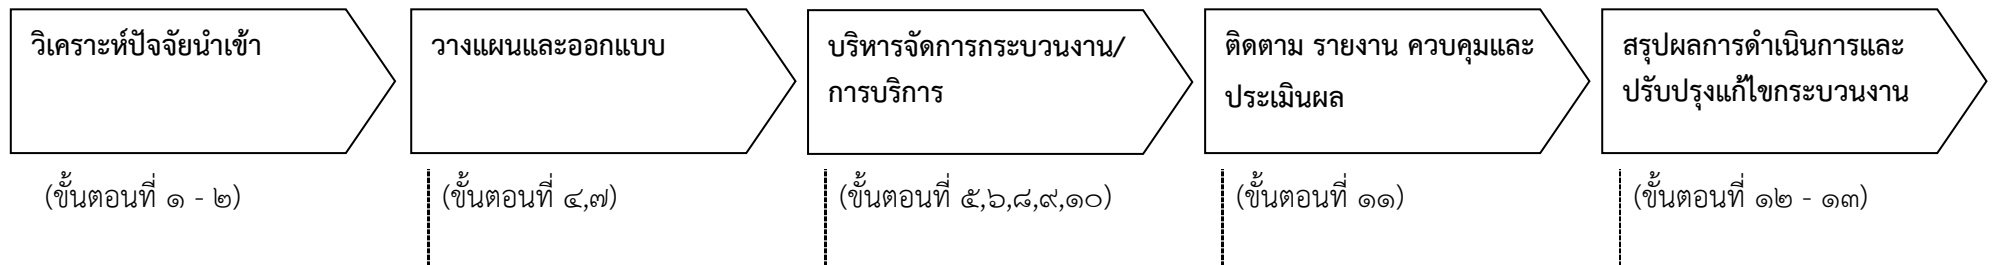 วิเคราะห์ปัจจัยนำเข้า
วางแผนและออกแบบ
บริหารจัดการกระบวนงาน/
การบริการ
ติดตาม รายงาน ควบคุมและ
ประเมินผล
สรุปผลการดำเนินการและ
ปรับปรุงแก้ไขกระบวนงาน
(ขั้นตอนที่ ๑ - ๒)
(ขั้นตอนที่ ๔,๗)
(ขั้นตอนที่ ๕,๖,๘,๙,๑๐)
(ขั้นตอนที่ ๑๑)
(ขั้นตอนที่ ๑๒ - ๑๓)